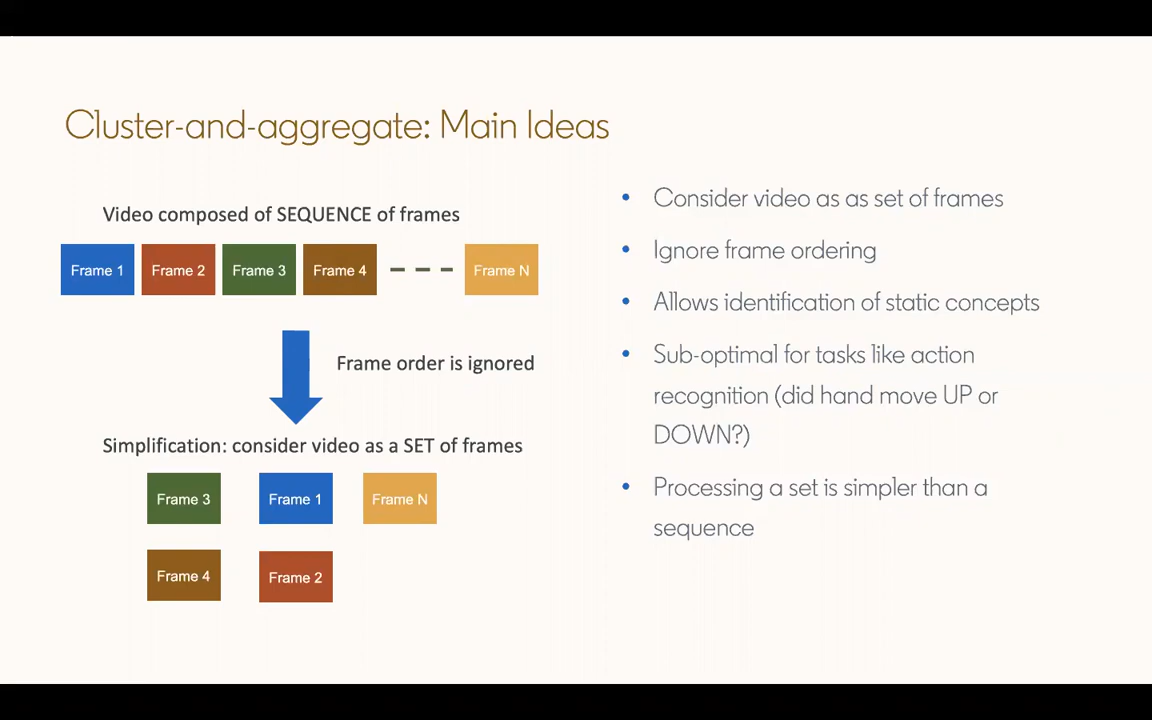 Cluster-and-aggregate: Main Ideas
Video composed of SEQUENCE of frames
Frame 1 Frame 2 Frame 3 Frame 4 Frame N
Frame order is ignored
Simplification: consider video as a SET of frames
Frame 3 Frame 1 Frame N
Frame 4 Frame 2
• Consider video as as set of frames
• Ignore frame ordering
• Allows identification of static concepts
• Sub-optimal for tasks like action
recognition (did hand move UP or
DOWN?)
• Processing a set is simpler than a
sequence